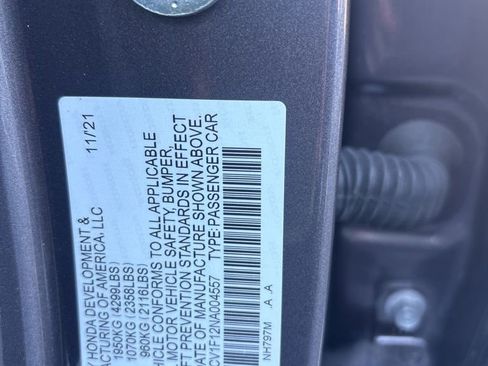 11/21
Y HONDA DEVELOPMENT &
ACTURING OF AMERICA, LLC
1950KG (4299LBS)
1070KG (2358LBS)
960KG (2116LBS)
HICLE CONFORMS TO ALL APPLICABLE
MOTOR VEHICLE SAFETY, BUMPER,
FT PREVENTION STANDARDS IN EFFECT
ATE OF MANUFACTURE SHOWN ABOVE.
CV1F12NA004557 TYPE: PASSENGER CAR
NH797M .A .A